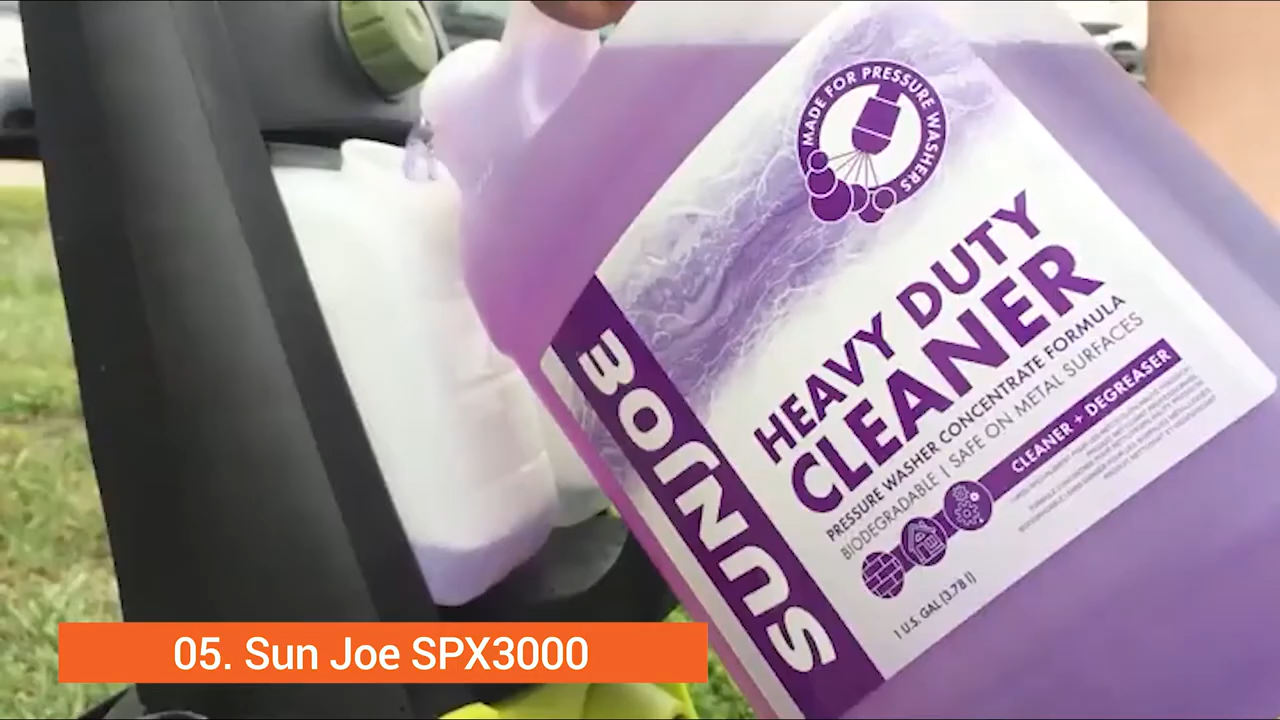 MADE FOR PRESSURE WASHERS
HEAVY DUTY
CLEANER
PRESSURE WASHER CONCENTRATE FORMULA
BIODEGRADABLE | SAFE ON METAL SURFACES
CLEANER + DEGREASER
1 U.S. GAL (3.78 l)
SUNJOE
05. Sun Joe SPX3000